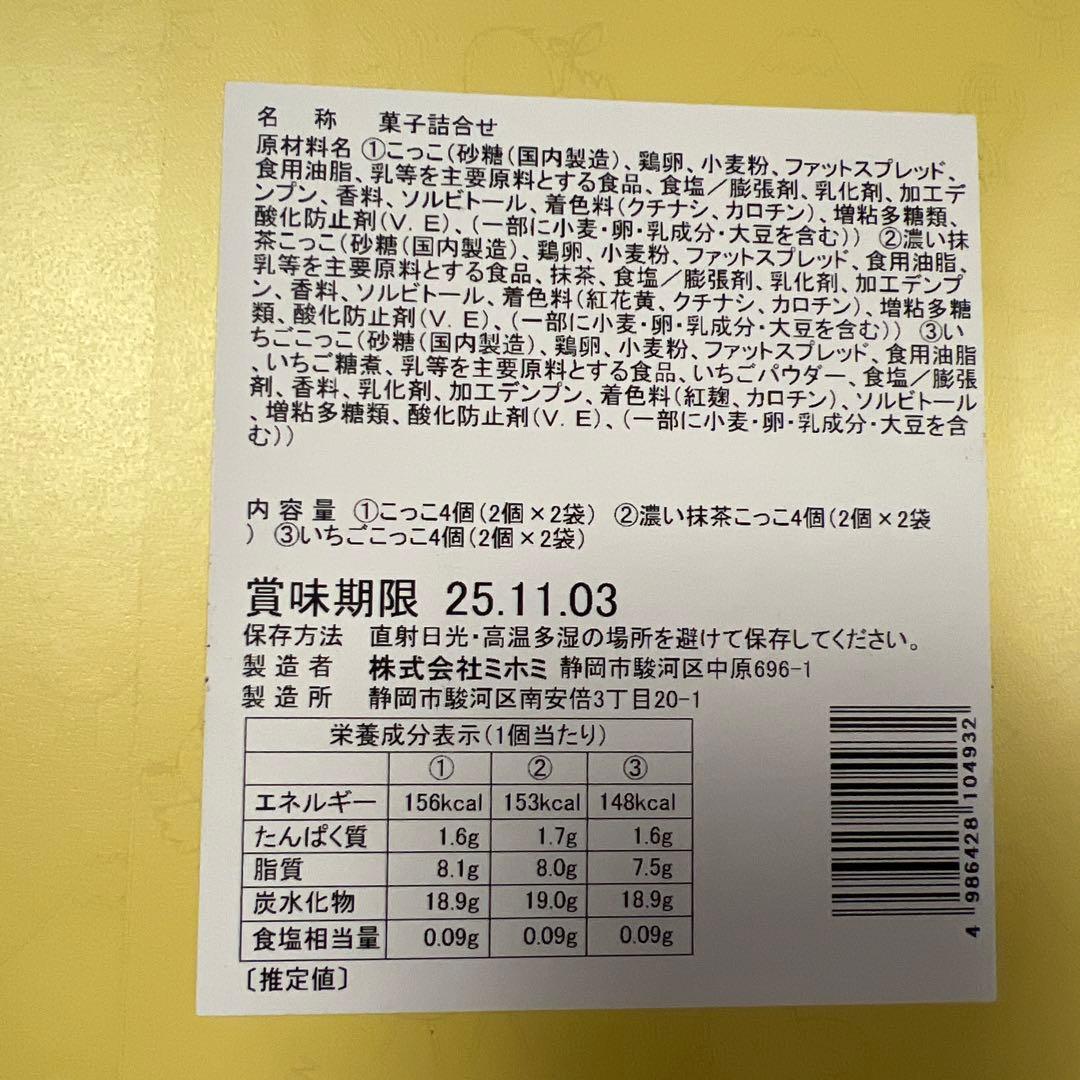 名　称　菓子詰合せ
原材料名 ①こっこ(砂糖(国内製造)、鶏卵、小麦粉、ファットスプレッド、
食用油脂、乳等を主要原料とする食品、食塩／膨張剤、乳化剤、加工デ
ンプン、香料、ソルビトール、着色料(クチナシ、カロチン)、増粘多糖類、
酸化防止剤(V. E)、(一部に小麦・卵・乳成分・大豆を含む)) ②濃い抹
茶こっこ(砂糖(国内製造)、鶏卵、小麦粉、ファットスプレッド、食用油脂、
乳等を主要原料とする食品、抹茶、食塩／膨張剤、乳化剤、加工デンプ
ン、香料、ソルビトール、着色料(紅花黄、クチナシ、カロチン)、増粘多糖
類、酸化防止剤(V. E)、(一部に小麦・卵・乳成分・大豆を含む)) ③い
ちごこっこ(砂糖(国内製造)、鶏卵、小麦粉、ファットスプレッド、食用油脂
、いちご糖煮、乳等を主要原料とする食品、いちごパウダー、食塩／膨張
剤、香料、乳化剤、加工デンプン、着色料(紅麹、カロチン)、ソルビトール
、増粘多糖類、酸化防止剤(V. E)、(一部に小麦・卵・乳成分・大豆を含
む))
内容量 ①こっこ4個(2個×2袋) ②濃い抹茶こっこ4個(2個×2袋
) ③いちごこっこ4個(2個×2袋)
賞味期限 25.11.03
保存方法　直射日光・高温多湿の場所を避けて保存してください。
製造者　株式会社ミホミ 静岡市駿河区中原696-1
製造所　静岡市駿河区南安倍3丁目20-1
栄養成分表示(1個当たり)
① ② ③
エネルギー 156kcal 153kcal 148kcal
たんぱく質 1.6g 1.7g 1.6g
脂質 8.1g 8.0g 7.5g
炭水化物 18.9g 19.0g 18.9g
食塩相当量 0.09g 0.09g 0.09g
〔推定値〕
4 986428 104932